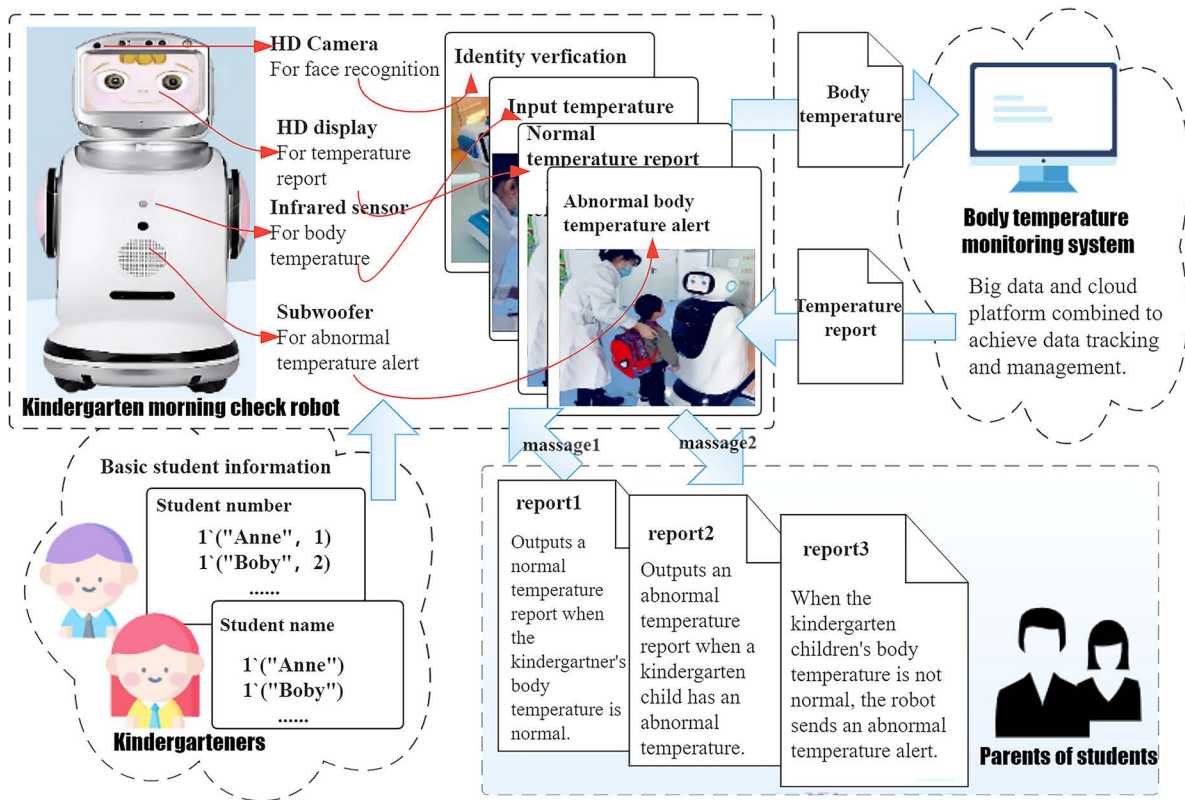 HD Camera
For face recognition
HD display
For temperature
report
Infrared sensor
For body
temperature
Subwoofer
For abnormal
temperature alert
Kindergarten morning check robot
Identity verfication
Input temperature
Normal
temperature report
Abnormal body
temperature alert
Body
temperature
Temperature
report
Body temperature
monitoring system
Big data and cloud
platform combined to
achieve data tracking
and management.
massage1
massage2
Basic student information
Student number
1`("Anne", 1)
1`("Boby", 2)
......
Student name
1`("Anne")
1`("Boby")
......
Kindergarteners
report1
Outputs a
normal
temperature
report when
the
kindergartner's
body
temperature is
normal.
report2
Outputs an
abnormal
temperature
report when a
kindergarten
child has an
abnormal
temperature.
report3
When the
kindergarten
children's body
temperature is not
normal, the robot
sends an abnormal
temperature alert.
Parents of students